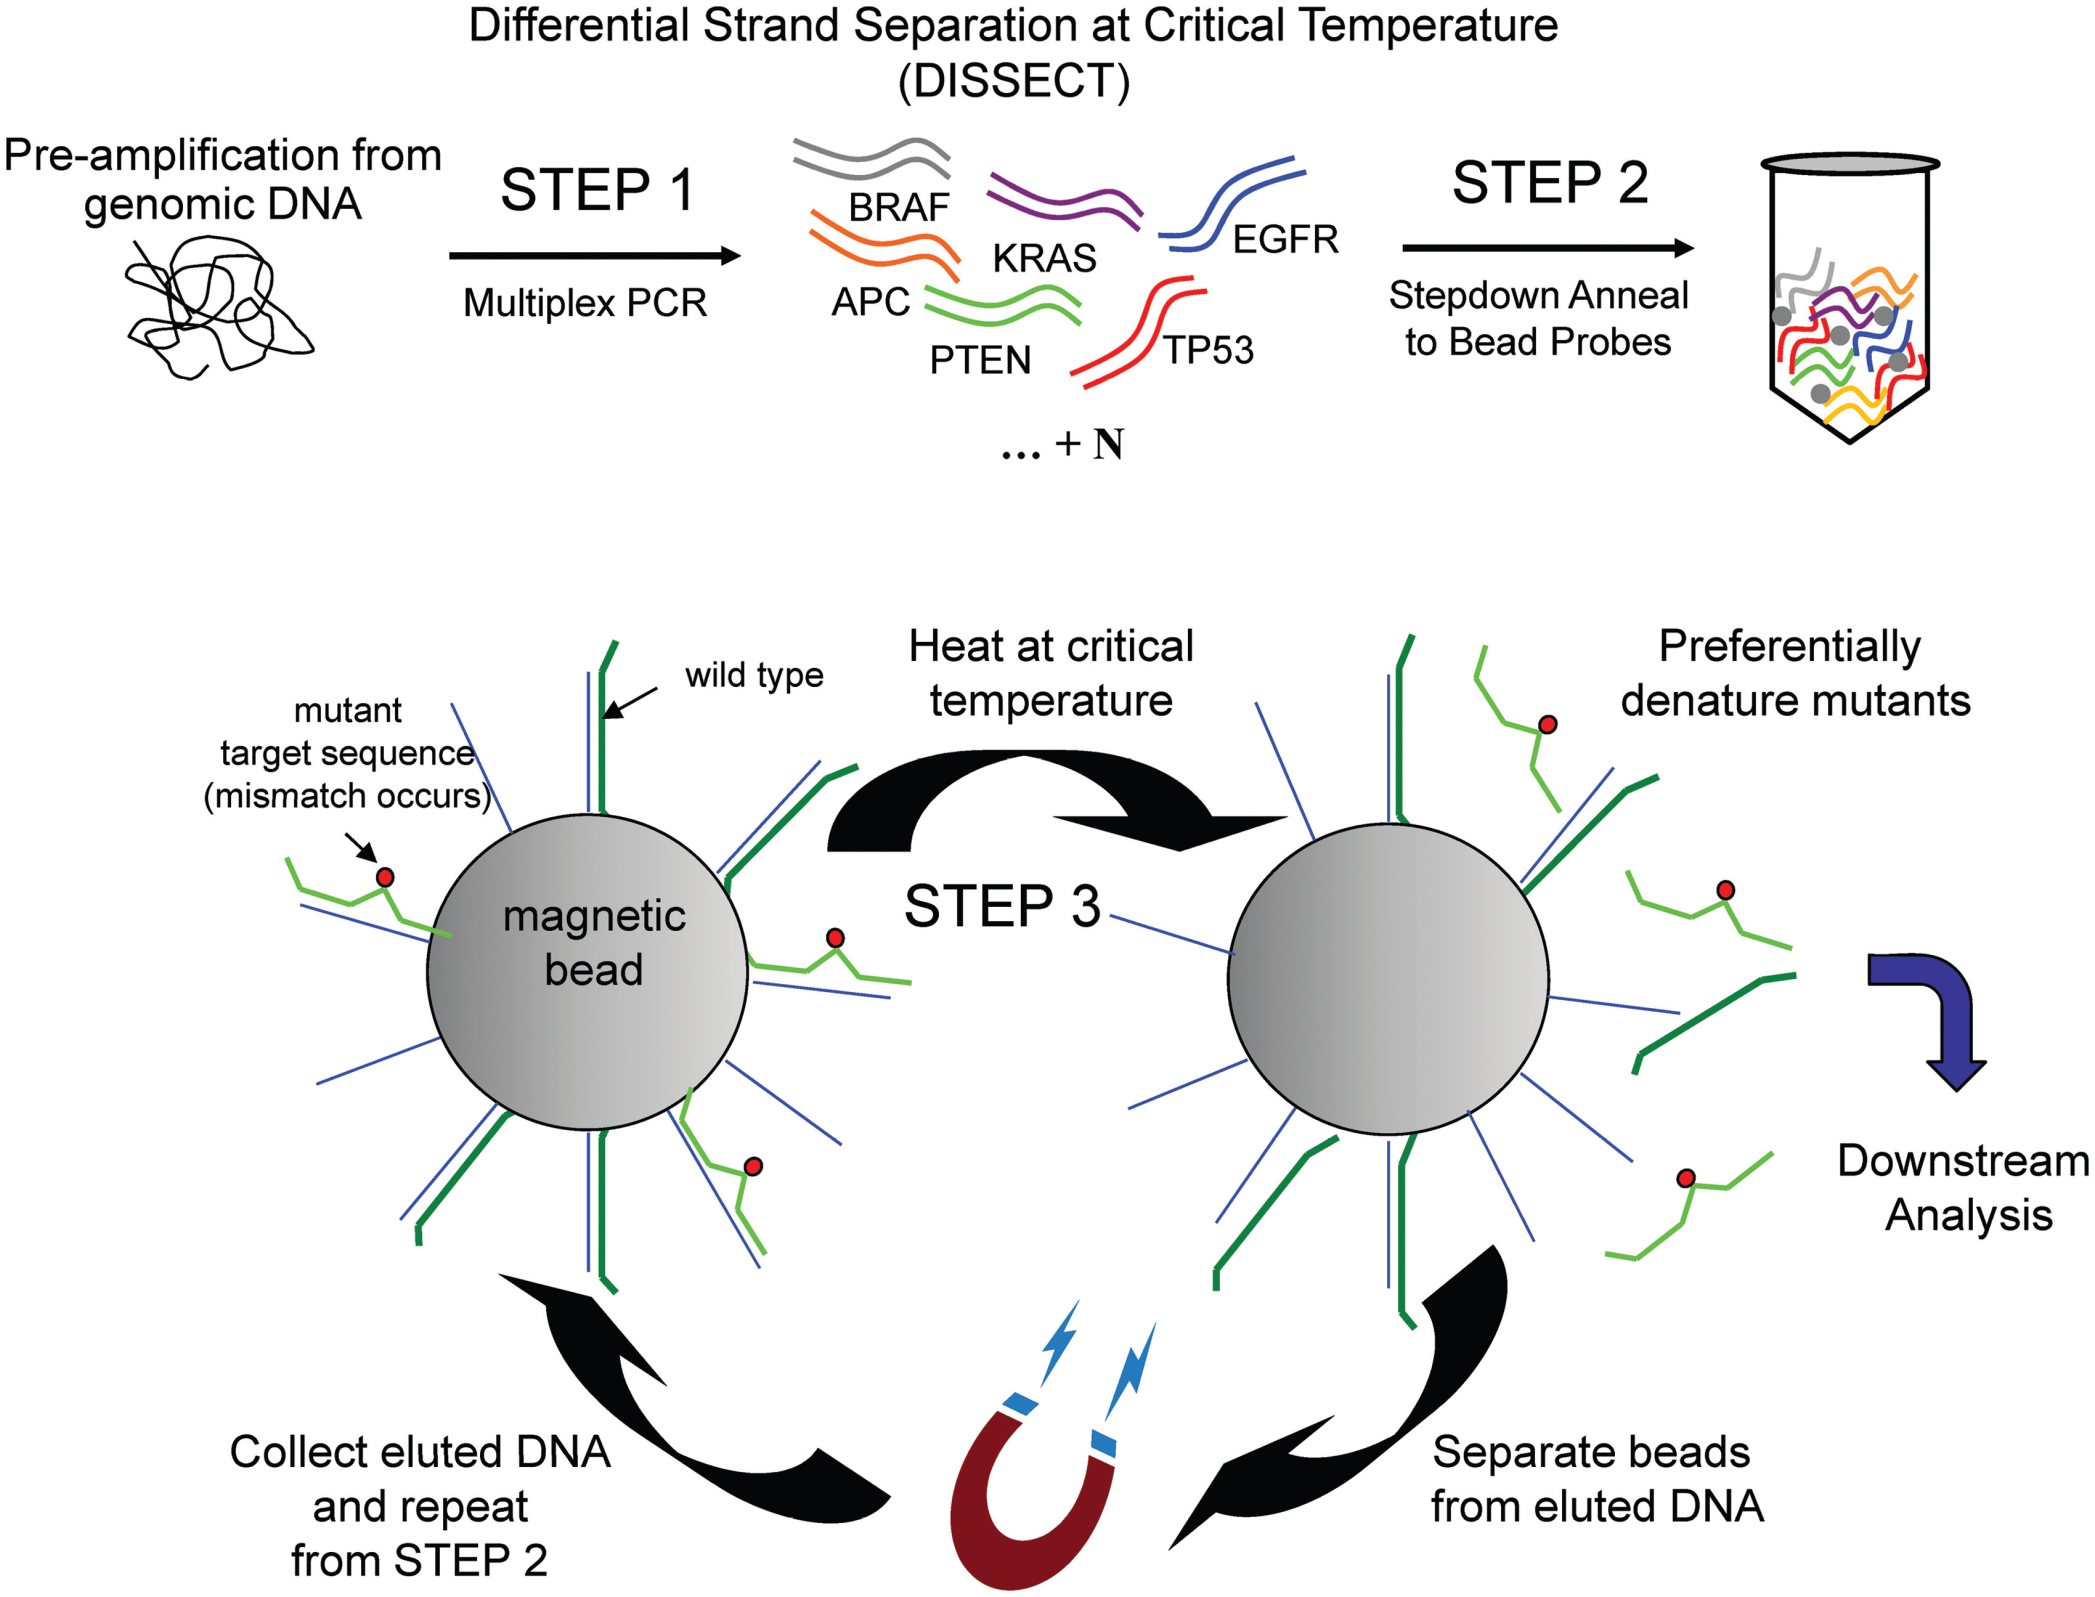 Differential Strand Separation at Critical Temperature
(DISSECT)
Pre-amplification from
genomic DNA
STEP 1
Multiplex PCR
BRAF
KRAS
EGFR
APC
PTEN
TP53
... + N
STEP 2
Stepdown Anneal
to Bead Probes
mutant
target sequence
(mismatch occurs)
wild type
magnetic
bead
Heat at critical
temperature
STEP 3
Preferentially
denature mutants
Downstream
Analysis
Separate beads
from eluted DNA
Collect eluted DNA
and repeat
from STEP 2